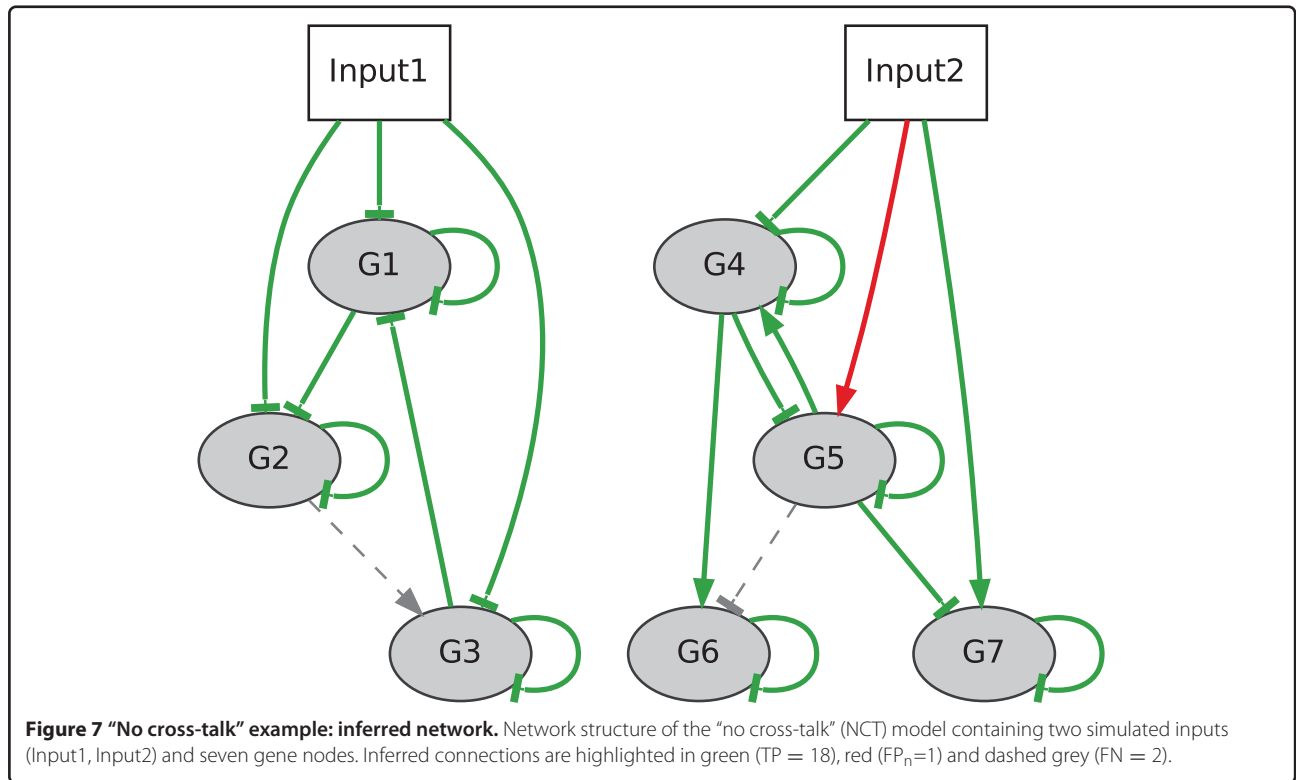 Input1
Input2
G1
G4
G2
G5
G3
G6
G7
Figure 7 “No cross-talk” example: inferred network. Network structure of the “no cross-talk” (NCT) model containing two simulated inputs
(Input1, Input2) and seven gene nodes. Inferred connections are highlighted in green (TP = 18), red (FPn=1) and dashed grey (FN = 2).